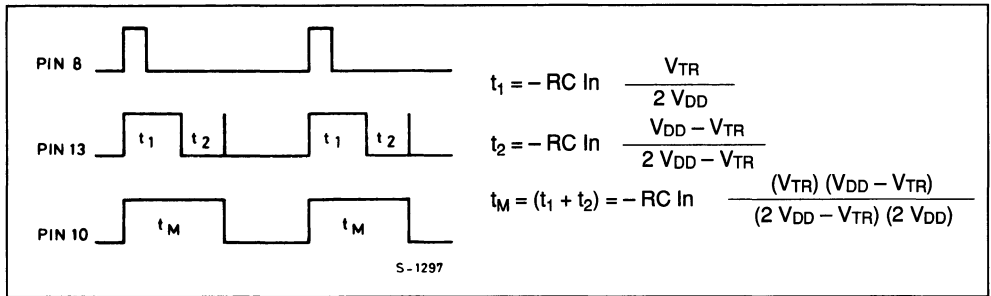 PIN 8
PIN 13
t1
t2
t1
t2
PIN 10
tM
tM
S-1297
t1 = – RC ln VTR / 2 VDD
t2 = – RC ln VDD – VTR / 2 VDD – VTR
tM = (t1 + t2) = – RC ln (VTR) (VDD – VTR) / (2 VDD – VTR) (2 VDD)